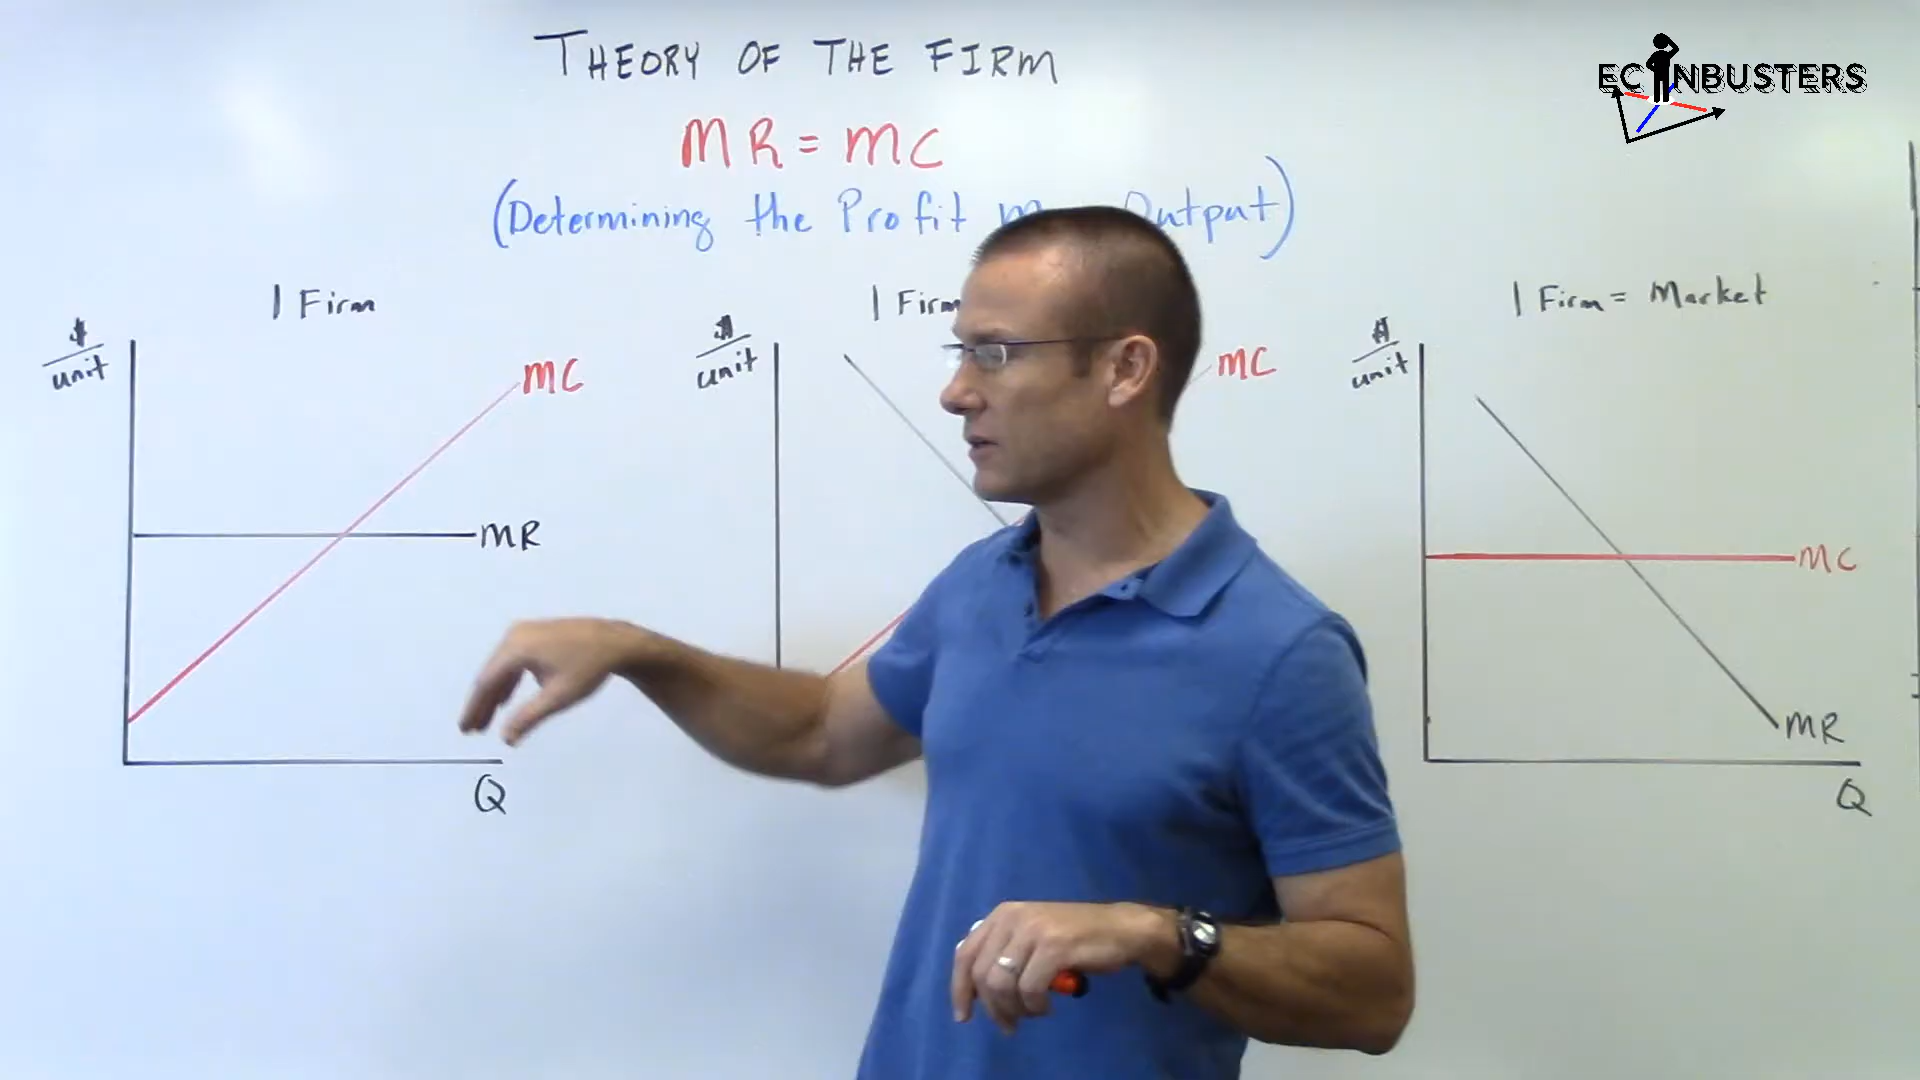 THEORY OF THE FIRM
ECONBUSTERS
MR = MC
(Determining the Profit Output)
1 Firm
1 Firm
1 Firm = Market
$/unit
MC
$/unit
MC
$/unit
MR
MC
MR
Q
Q